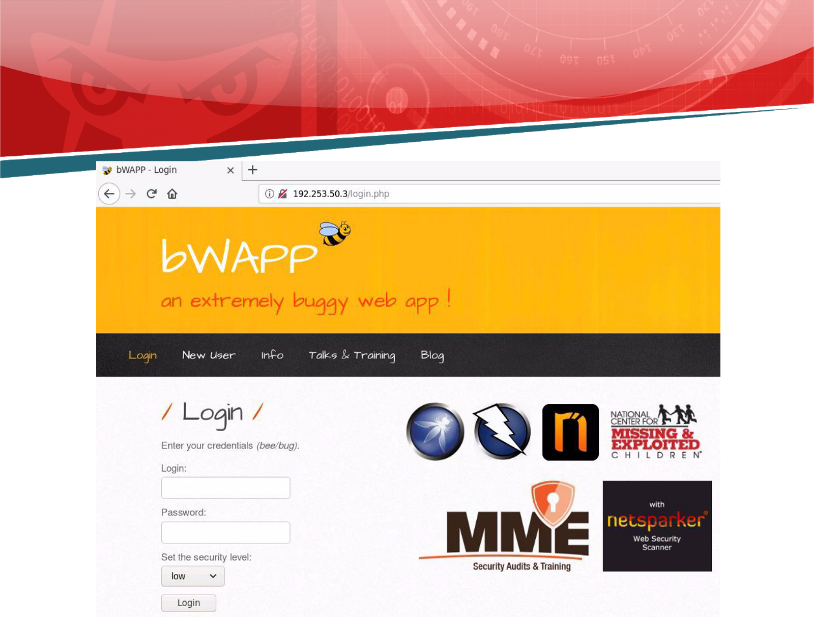 bWAPP - Login
192.253.50.3/login.php
bWAPP
an extremely buggy web app !
Login New User Info Talks & Training Blog
/ Login /
Enter your credentials (bee/bug).
Login:
Password:
Set the security level:
low
Login
NATIONAL
CENTER FOR
MISSING &
EXPLOITED
CHILDREN®
MME
Security Audits & Training
with
netsparker
Web Security
Scanner